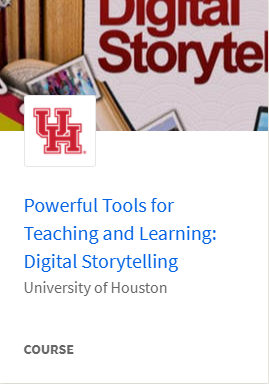 Digital
Storytel
UH
Powerful Tools for
Teaching and Learning:
Digital Storytelling
University of Houston
COURSE